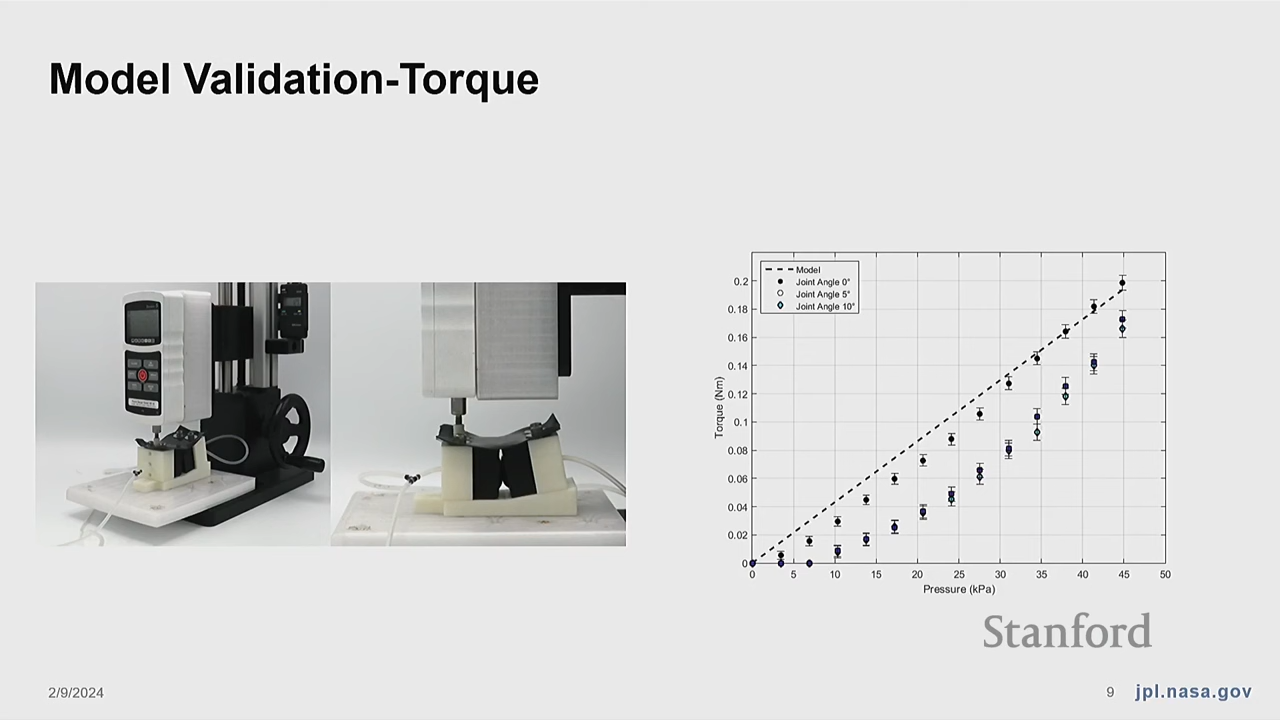 Model Validation-Torque
Model
Joint Angle 0°
Joint Angle 5°
Joint Angle 10°
0.2
0.18
0.16
0.14
0.12
0.1
0.08
0.06
0.04
0.02
0
Torque (Nm)
0 5 10 15 20 25 30 35 40 45 50
Pressure (kPa)
Stanford
2/9/2024
9 jpl.nasa.gov